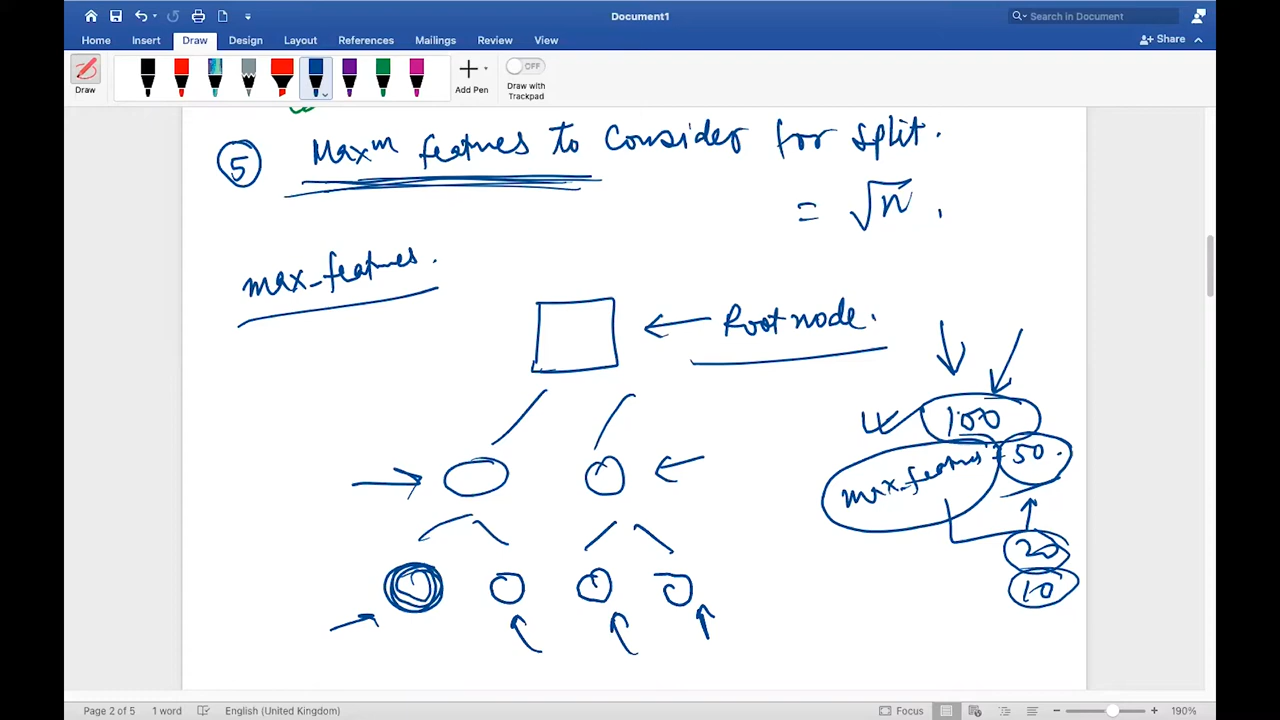 Document1
Search in Document
Home Insert Draw Design Layout References Mailings Review View
Share
Draw
Add Pen
OFF
Draw with Trackpad
5 Maxm features to consider for split.
= √n .
max_features.
Root node.
100
max_features = 50.
20
10
Page 2 of 5 1 word English (United Kingdom) Focus 190%